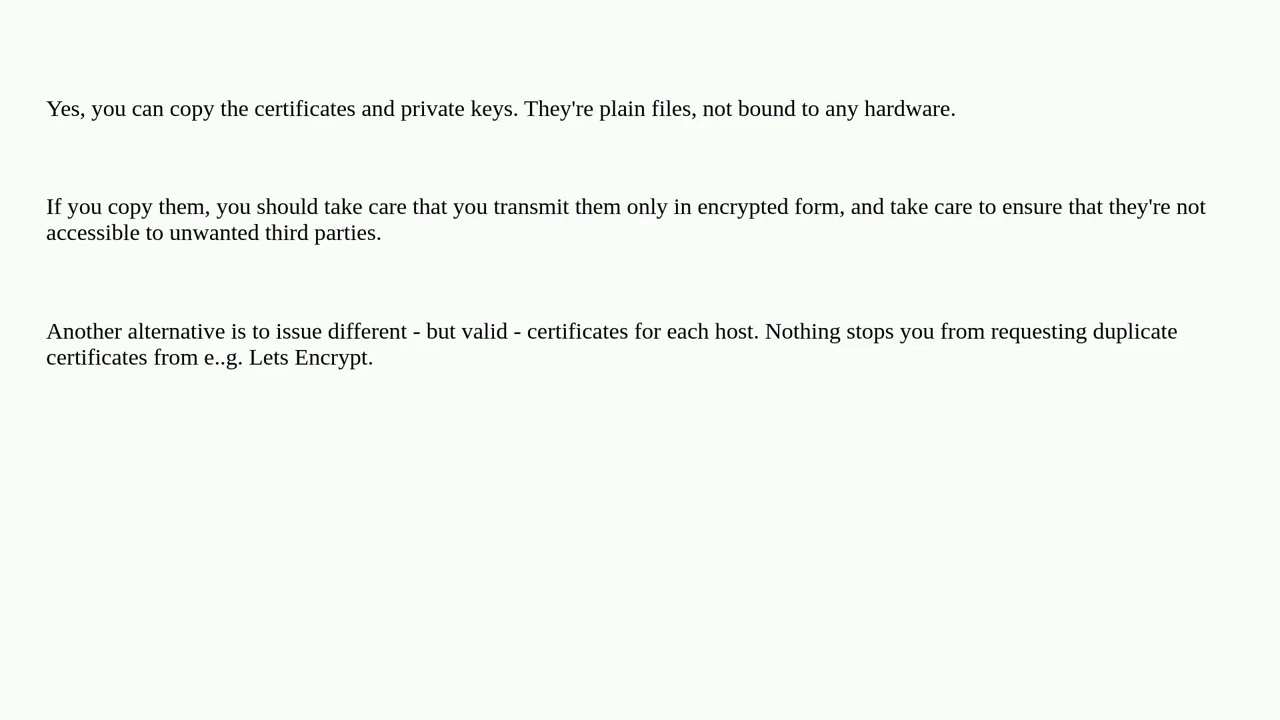 Yes, you can copy the certificates and private keys. They're plain files, not bound to any hardware.
If you copy them, you should take care that you transmit them only in encrypted form, and take care to ensure that they're not
accessible to unwanted third parties.
Another alternative is to issue different - but valid - certificates for each host. Nothing stops you from requesting duplicate
certificates from e..g. Lets Encrypt.